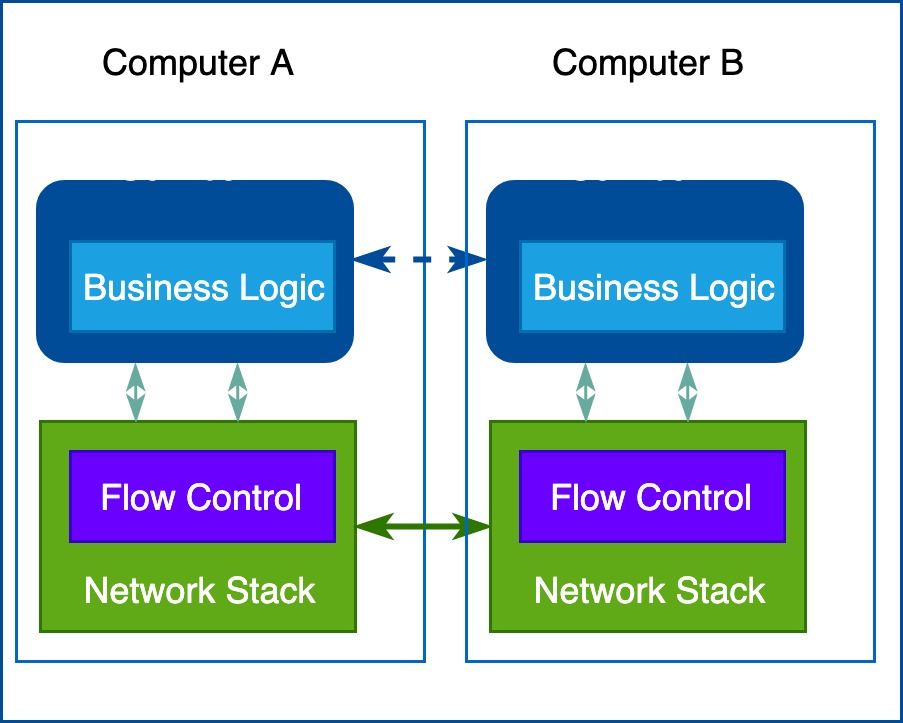 Computer A
Computer B
Business Logic
Business Logic
Flow Control
Flow Control
Network Stack
Network Stack